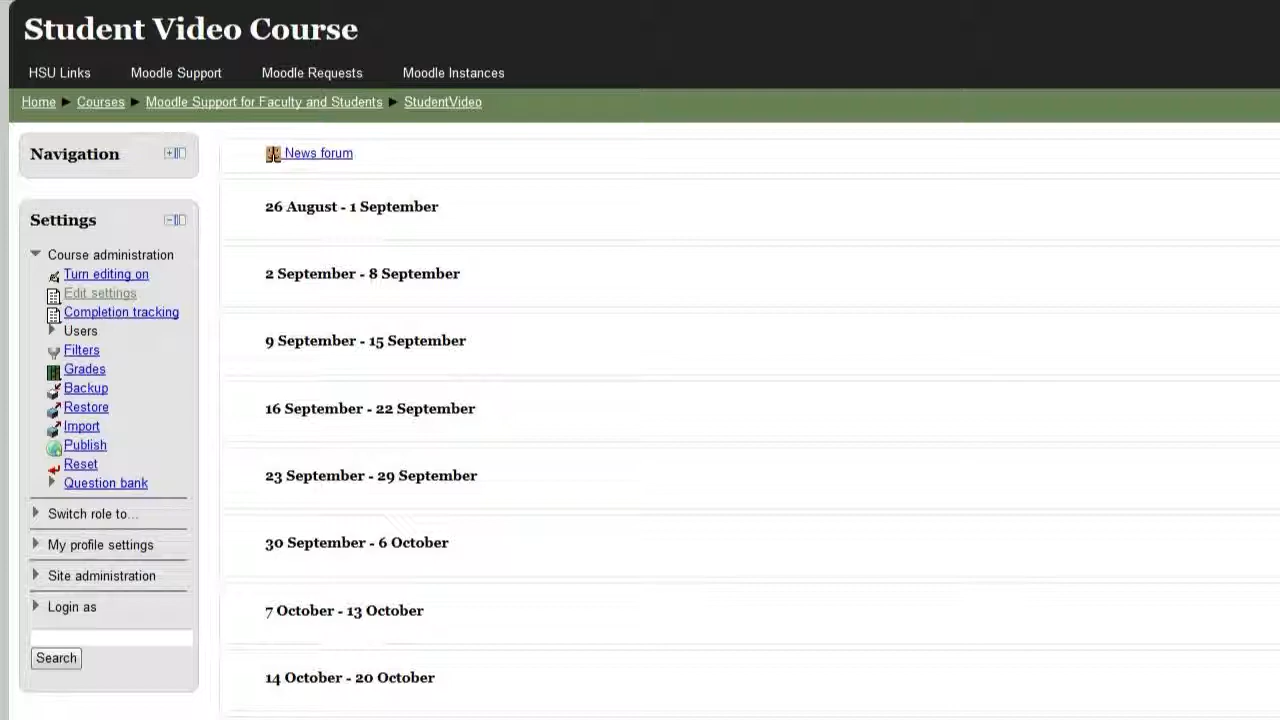 Student Video Course
HSU Links Moodle Support Moodle Requests Moodle Instances
Home Courses Moodle Support for Faculty and Students StudentVideo
Navigation
Settings
Course administration
Turn editing on
Edit settings
Completion tracking
Users
Filters
Grades
Backup
Restore
Import
Publish
Reset
Question bank
Switch role to...
My profile settings
Site administration
Login as
Search
News forum
26 August - 1 September
2 September - 8 September
9 September - 15 September
16 September - 22 September
23 September - 29 September
30 September - 6 October
7 October - 13 October
14 October - 20 October